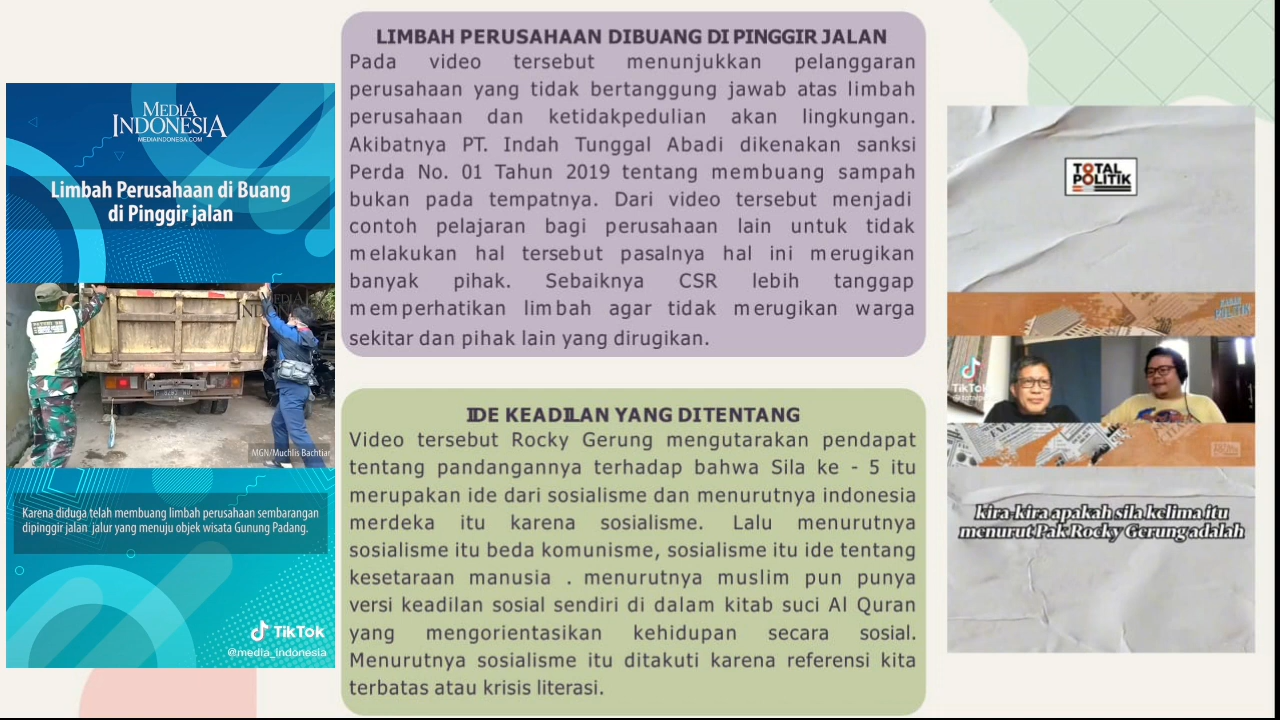 MEDIA
INDONESIA
MEDIAINDONESIA.COM
Limbah Perusahaan di Buang
di Pinggir jalan
MGN/Muchlis Bachtiar
Karena diduga telah membuang limbah perusahaan sembarangan
dipinggir jalan jalur yang menuju objek wisata Gunung Padang.
TikTok
@media_indonesia
LIMBAH PERUSAHAAN DIBUANG DI PINGGIR JALAN
Pada video tersebut menunjukkan pelanggaran
perusahaan yang tidak bertanggung jawab atas limbah
perusahaan dan ketidakpedulian akan lingkungan.
Akibatnya PT. Indah Tunggal Abadi dikenakan sanksi
Perda No. 01 Tahun 2019 tentang membuang sampah
bukan pada tempatnya. Dari video tersebut menjadi
contoh pelajaran bagi perusahaan lain untuk tidak
melakukan hal tersebut pasalnya hal ini merugikan
banyak pihak. Sebaiknya CSR lebih tanggap
memperhatikan limbah agar tidak merugikan warga
sekitar dan pihak lain yang dirugikan.
IDE KEADILAN YANG DITENTANG
Video tersebut Rocky Gerung mengutarakan pendapat
tentang pandangannya terhadap bahwa Sila ke - 5 itu
merupakan ide dari sosialisme dan menurutnya indonesia
merdeka itu karena sosialisme. Lalu menurutnya
sosialisme itu beda komunisme, sosialisme itu ide tentang
kesetaraan manusia . menurutnya muslim pun punya
versi keadilan sosial sendiri di dalam kitab suci Al Quran
yang mengorientasikan kehidupan secara sosial.
Menurutnya sosialisme itu ditakuti karena referensi kita
terbatas atau krisis literasi.
TOTAL
POLITIK
KABAR
POLITIK
TikTok
kira-kira apakah sila kelima itu
menurut Pak Rocky Gerung adalah